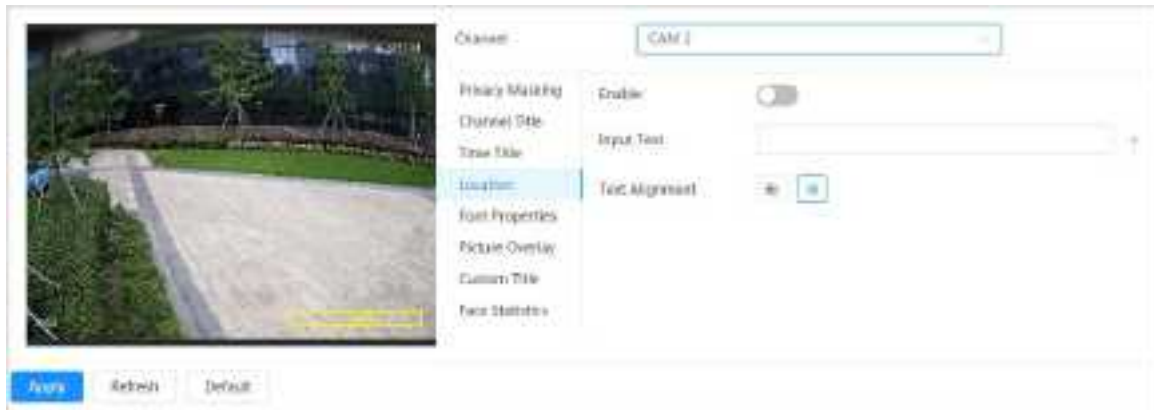 Channel
CAM 1
Privacy Masking
Channel Title
Time Title
Location
Font Properties
Picture Overlay
Custom Title
Face Statistics
Enable
Input Text
+
Text Alignment
Apply
Refresh
Default